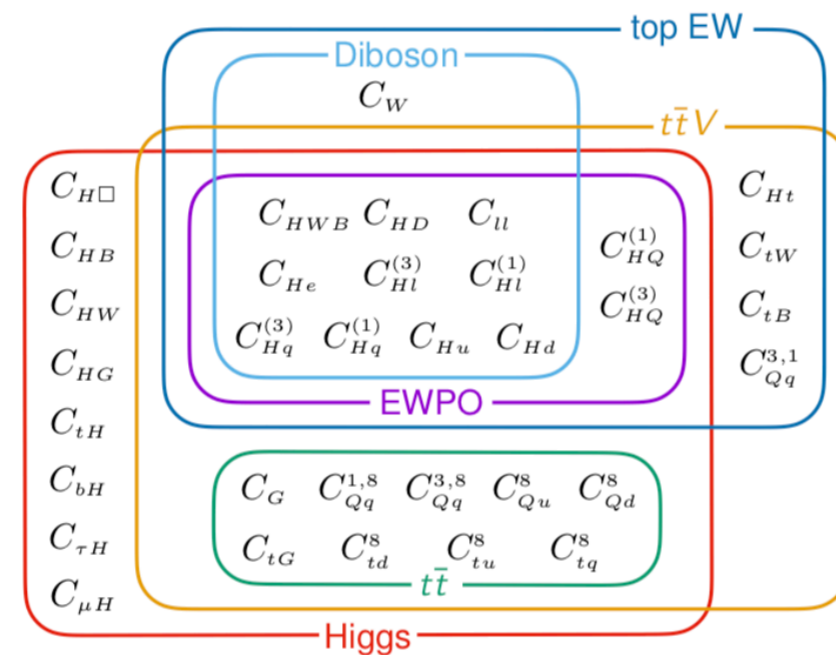 top EW
Diboson
C_W
tt̄V
C_{H□}
C_{HB}
C_{HW}
C_{HG}
C_{tH}
C_{bH}
C_{τH}
C_{μH}
C_{HWB} C_{HD} C_{ll}
C_{He} C_{Hl}^{(3)} C_{Hl}^{(1)}
C_{Hq}^{(3)} C_{Hq}^{(1)} C_{Hu} C_{Hd}
C_{HQ}^{(1)}
C_{HQ}^{(3)}
EWPO
C_{Ht}
C_{tW}
C_{tB}
C_{Qq}^{3,1}
C_G C_{Qq}^{1,8} C_{Qq}^{3,8} C_{Qu}^{8} C_{Qd}^{8}
C_{tG} C_{td}^{8} C_{tu}^{8} C_{tq}^{8}
tt̄
Higgs